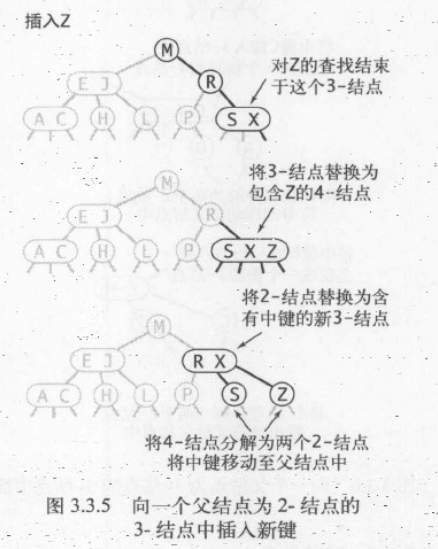 插入Z
M
E J
R
对Z的查找结束
于这个3-结点
A C
H
L
P
S X
将3-结点替换为
包含Z的4-结点
M
E J
R
A C
H
L
P
S X Z
将2-结点替换为含
有中键的新3-结点
M
E J
R X
A C
H
L
P
S
Z
将4-结点分解为两个2-结点
将中键移动至父结点中
图 3.3.5 向一个父结点为 2- 结点的
3- 结点中插入新键